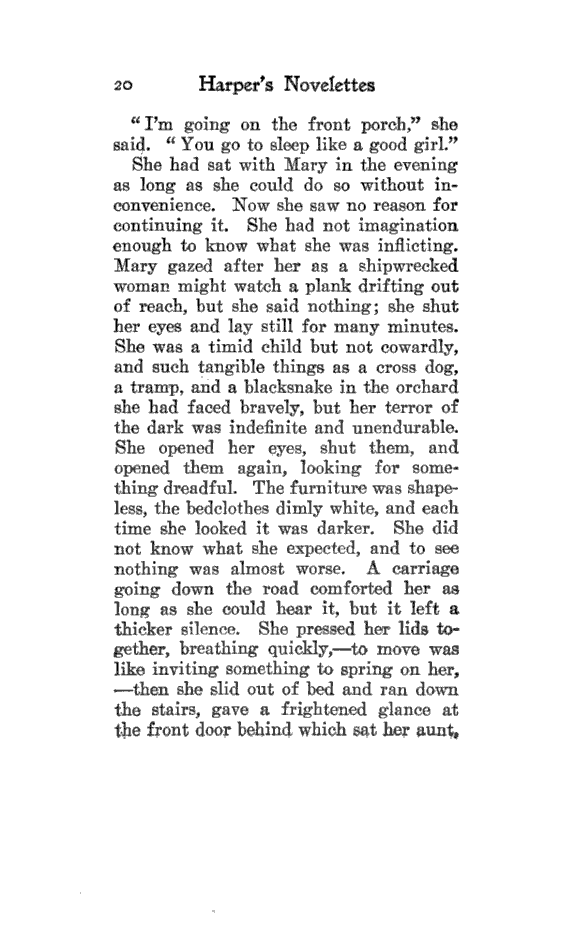 20 Harper's Novelettes
"I'm going on the front porch," she
said. "You go to sleep like a good girl."
She had sat with Mary in the evening
as long as she could do so without in-
convenience. Now she saw no reason for
continuing it. She had not imagination
enough to know what she was inflicting.
Mary gazed after her as a shipwrecked
woman might watch a plank drifting out
of reach, but she said nothing; she shut
her eyes and lay still for many minutes.
She was a timid child but not cowardly,
and such tangible things as a cross dog,
a tramp, and a blacksnake in the orchard
she had faced bravely, but her terror of
the dark was indefinite and unendurable.
She opened her eyes, shut them, and
opened them again, looking for some-
thing dreadful. The furniture was shape-
less, the bedclothes dimly white, and each
time she looked it was darker. She did
not know what she expected, and to see
nothing was almost worse. A carriage
going down the road comforted her as
long as she could hear it, but it left a
thicker silence. She pressed her lids to-
gether, breathing quickly,—to move was
like inviting something to spring on her,
—then she slid out of bed and ran down
the stairs, gave a frightened glance at
the front door behind which sat her aunt,